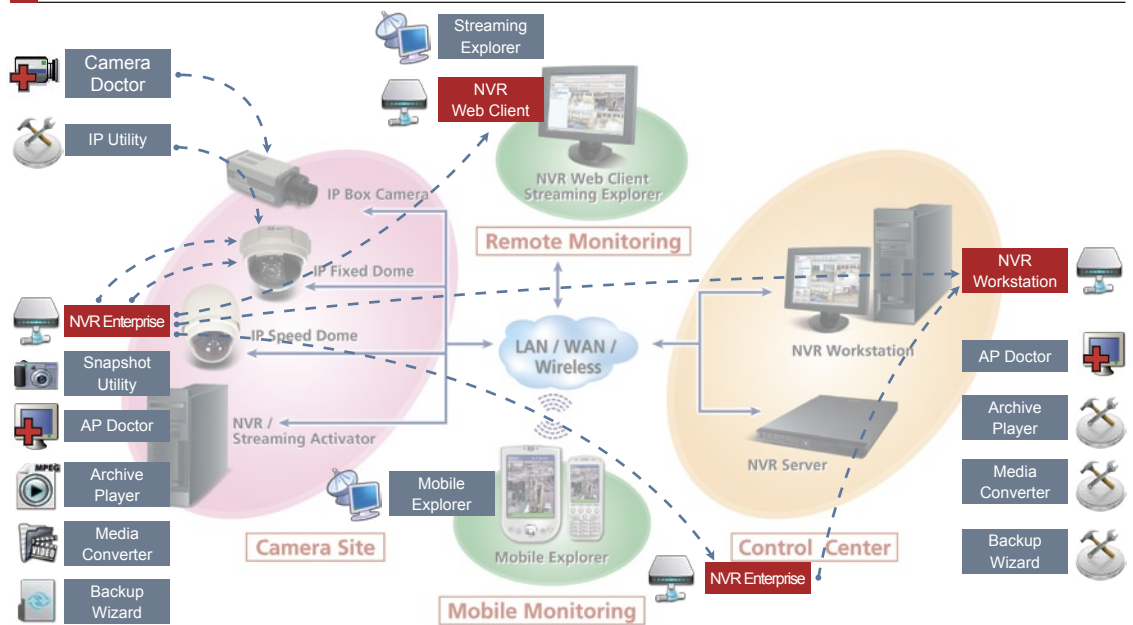 Streaming
Explorer
Camera
Doctor
NVR
Web Client
IP Utility
NVR Web Client
Streaming Explorer
IP Box Camera
Remote Monitoring
IP Fixed Dome
NVR
Workstation
NVR Enterprise
IP Speed Dome
LAN / WAN /
Wireless
NVR Workstation
Snapshot
Utility
AP Doctor
AP Doctor
NVR /
Streaming Activator
Archive
Player
MPEG
Archive
Player
NVR Server
Mobile
Explorer
Media
Converter
VIDEO
Media
Converter
Camera Site
Mobile Explorer
Control Center
Backup
Wizard
NVR Enterprise
Backup
Wizard
Mobile Monitoring